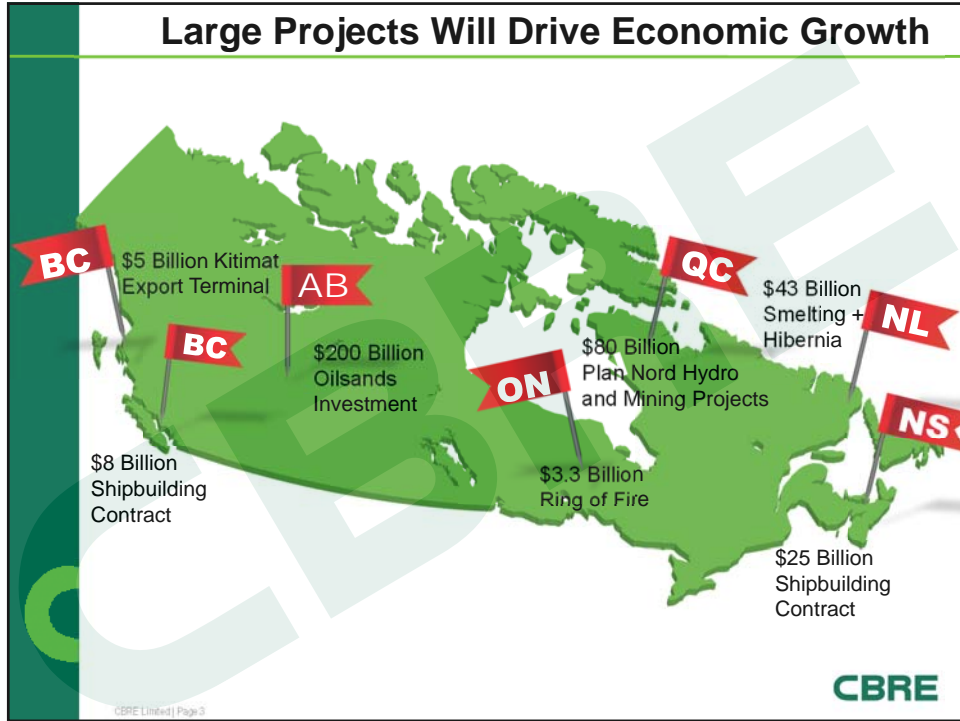 Large Projects Will Drive Economic Growth
BC
$5 Billion Kitimat
Export Terminal
AB
BC
$200 Billion
Oilsands
Investment
QC
$43 Billion
Smelting +
Hibernia
NL
ON
$80 Billion
Plan Nord Hydro
and Mining Projects
NS
$8 Billion
Shipbuilding
Contract
$3.3 Billion
Ring of Fire
$25 Billion
Shipbuilding
Contract
CBRE
CBRE
CBRE Limited | Page 3